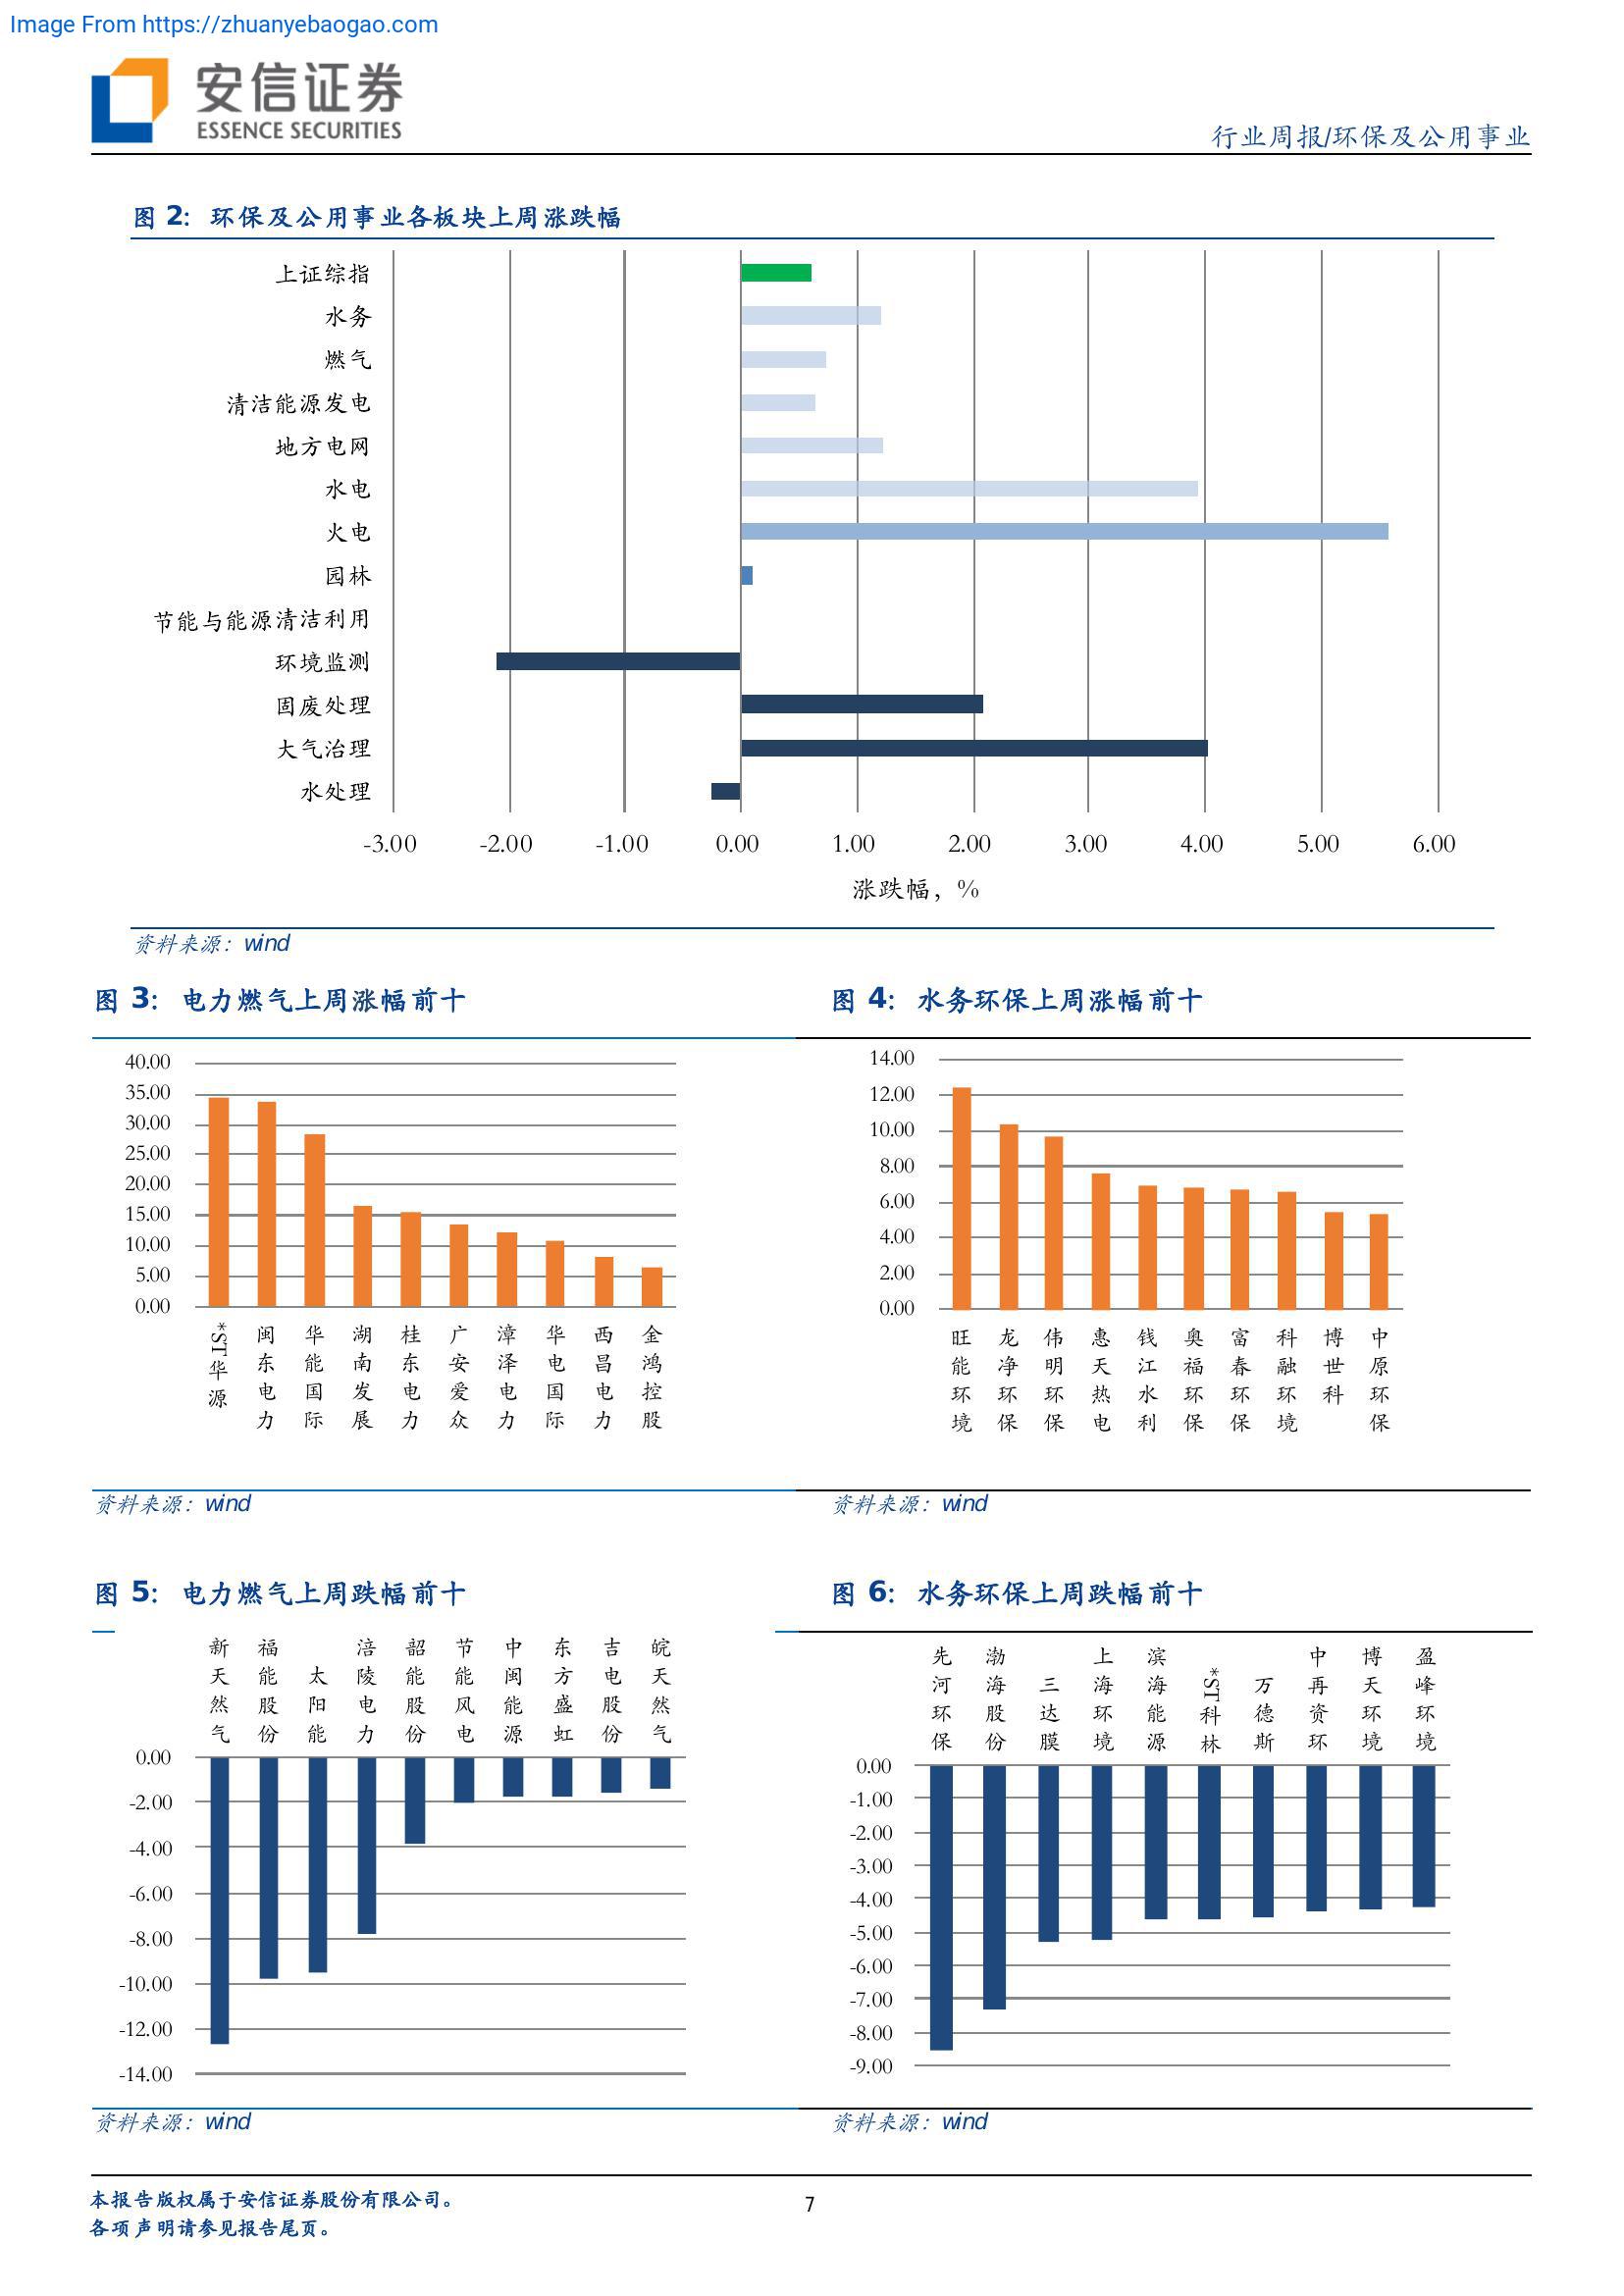 Image From https://zhuanyebaogao.com
安信证券
ESSENCE SECURITIES
行业周报/环保及公用事业
图 2：环保及公用事业各板块上周涨跌幅
上证综指
水务
燃气
清洁能源发电
地方电网
水电
火电
园林
节能与能源清洁利用
环境监测
固废处理
大气治理
水处理
-3.00 -2.00 -1.00 0.00 1.00 2.00 3.00 4.00 5.00 6.00
涨跌幅，%
资料来源：wind
图 3：电力燃气上周涨幅前十
40.00
35.00
30.00
25.00
20.00
15.00
10.00
5.00
0.00
*ST华源 闽东电力 华能国际 湖南发展 桂东电力 广安爱众 漳泽电力 华电国际 西昌电力 金鸿控股
资料来源：wind
图 4：水务环保上周涨幅前十
14.00
12.00
10.00
8.00
6.00
4.00
2.00
0.00
旺能环境 龙净环保 伟明环保 惠天热电 钱江水利 奥福环保 富春环保 科融环境 博世科 中原环保
资料来源：wind
图 5：电力燃气上周跌幅前十
新天然气 福能股份 太阳能 涪陵电力 韶能股份 节能风电 中闽能源 东方盛虹 吉电股份 皖天然气
0.00
-2.00
-4.00
-6.00
-8.00
-10.00
-12.00
-14.00
资料来源：wind
图 6：水务环保上周跌幅前十
先河环保 渤海股份 三达膜 上海环境 滨海能源 *ST科林 万德斯 中再资环 博天环境 盈峰环境
0.00
-1.00
-2.00
-3.00
-4.00
-5.00
-6.00
-7.00
-8.00
-9.00
资料来源：wind
本报告版权属于安信证券股份有限公司。
各项声明请参见报告尾页。
7